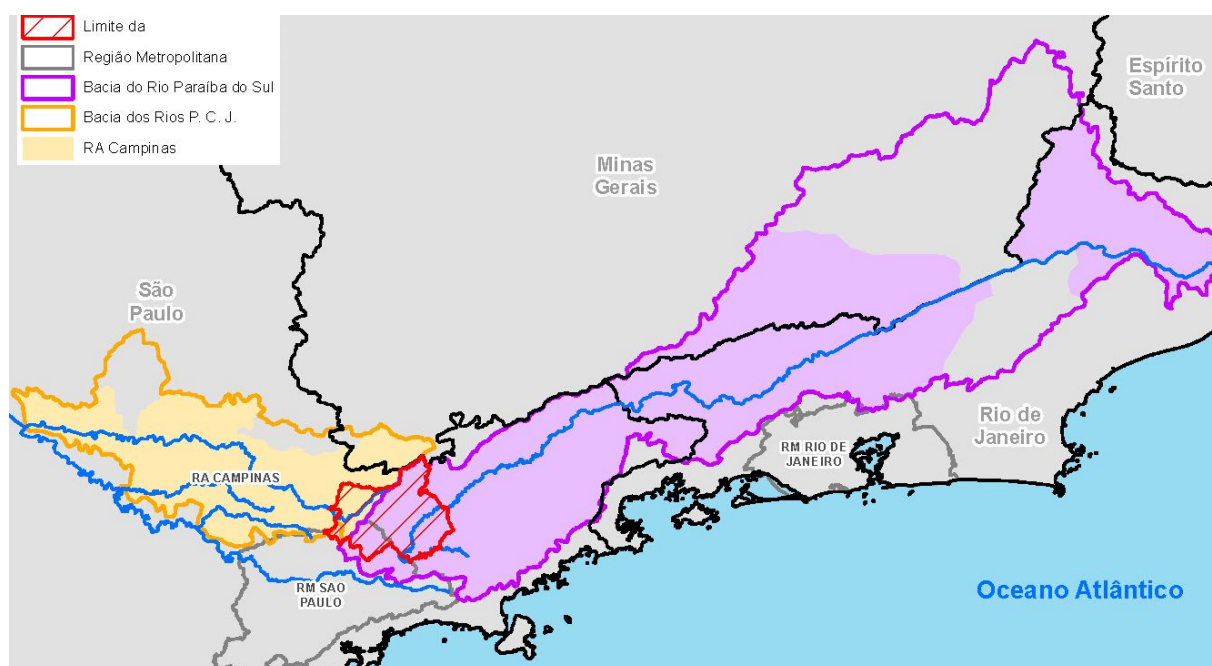 Limite da
Região Metropolitana
Bacia do Rio Paraíba do Sul
Bacia dos Rios P. C. J.
RA Campinas
Espírito
Santo
Minas
Gerais
São
Paulo
Rio de
Janeiro
RM RIO DE
JANEIRO
RA CAMPINAS
RM SAO
PAULO
Oceano Atlântico